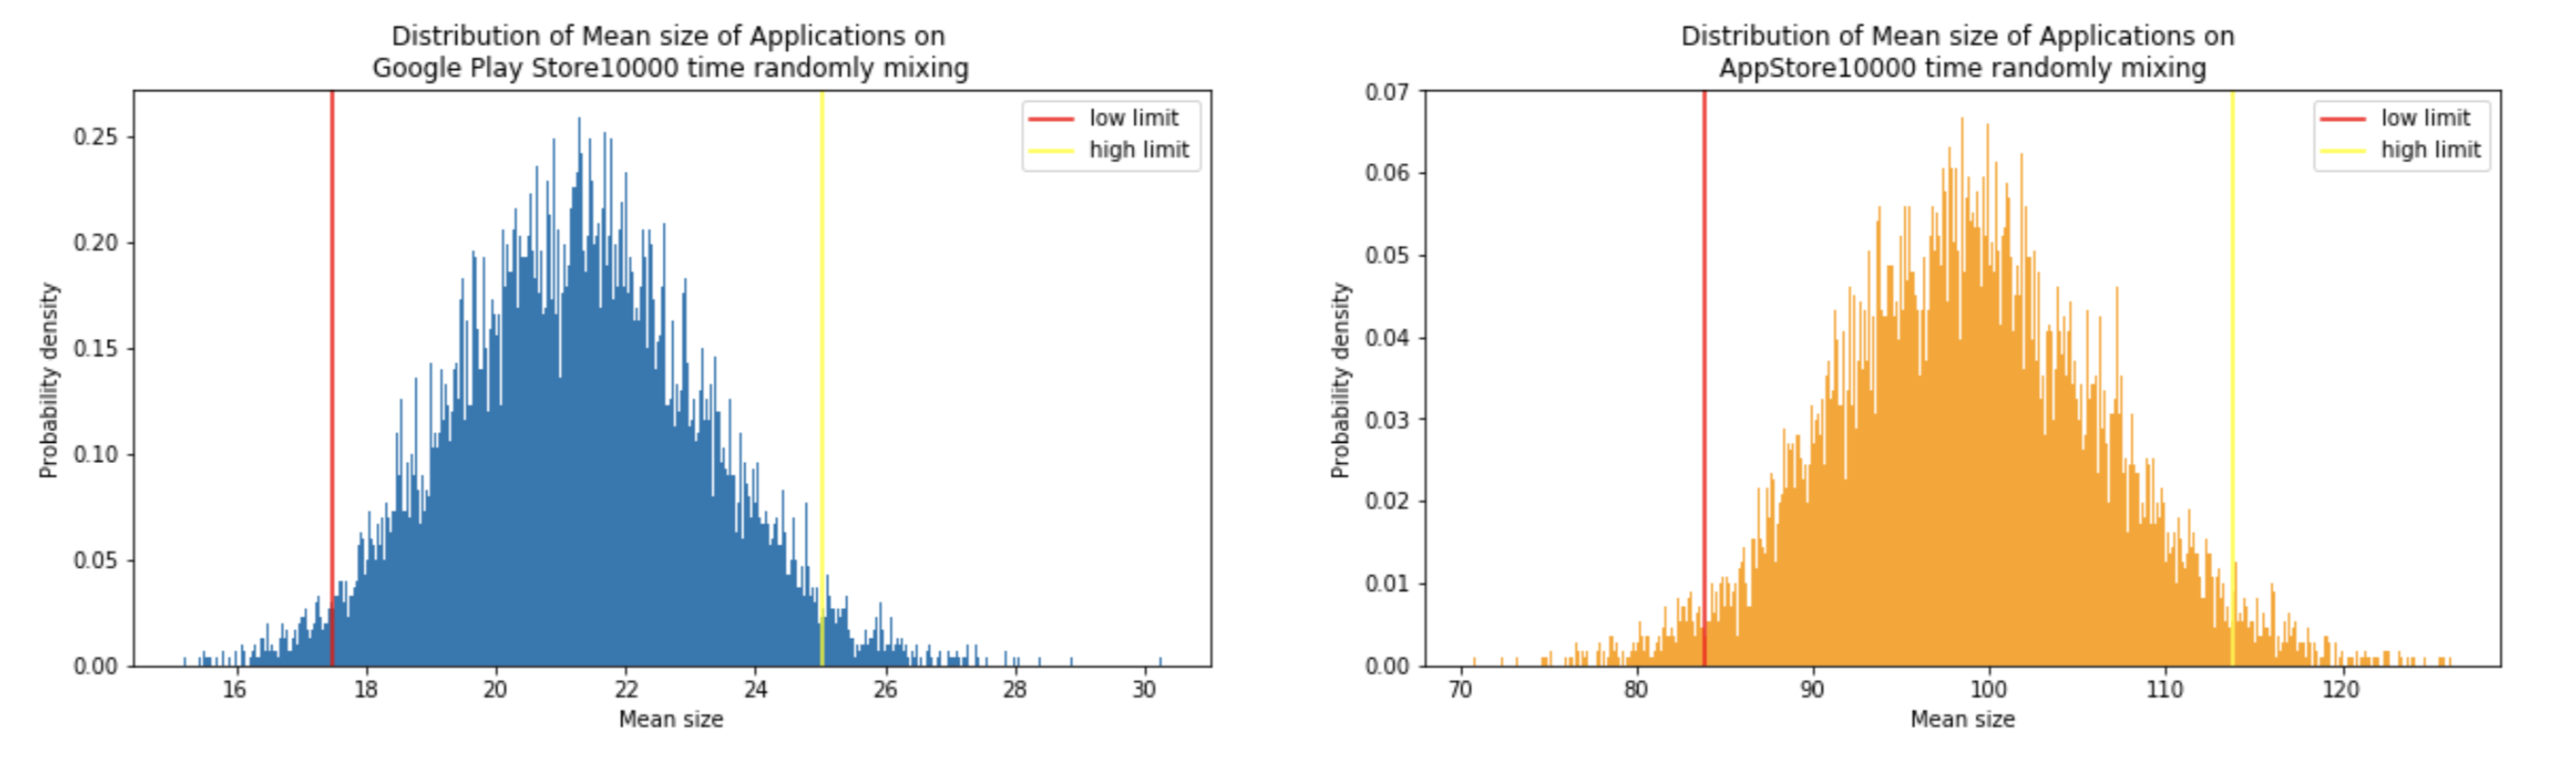 Distribution of Mean size of Applications on
Google Play Store10000 time randomly mixing
low limit
high limit
0.25
0.20
0.15
0.10
0.05
0.00
Probability density
16 18 20 22 24 26 28 30
Mean size
Distribution of Mean size of Applications on
AppStore10000 time randomly mixing
low limit
high limit
0.07
0.06
0.05
0.04
0.03
0.02
0.01
0.00
Probability density
70 80 90 100 110 120
Mean size